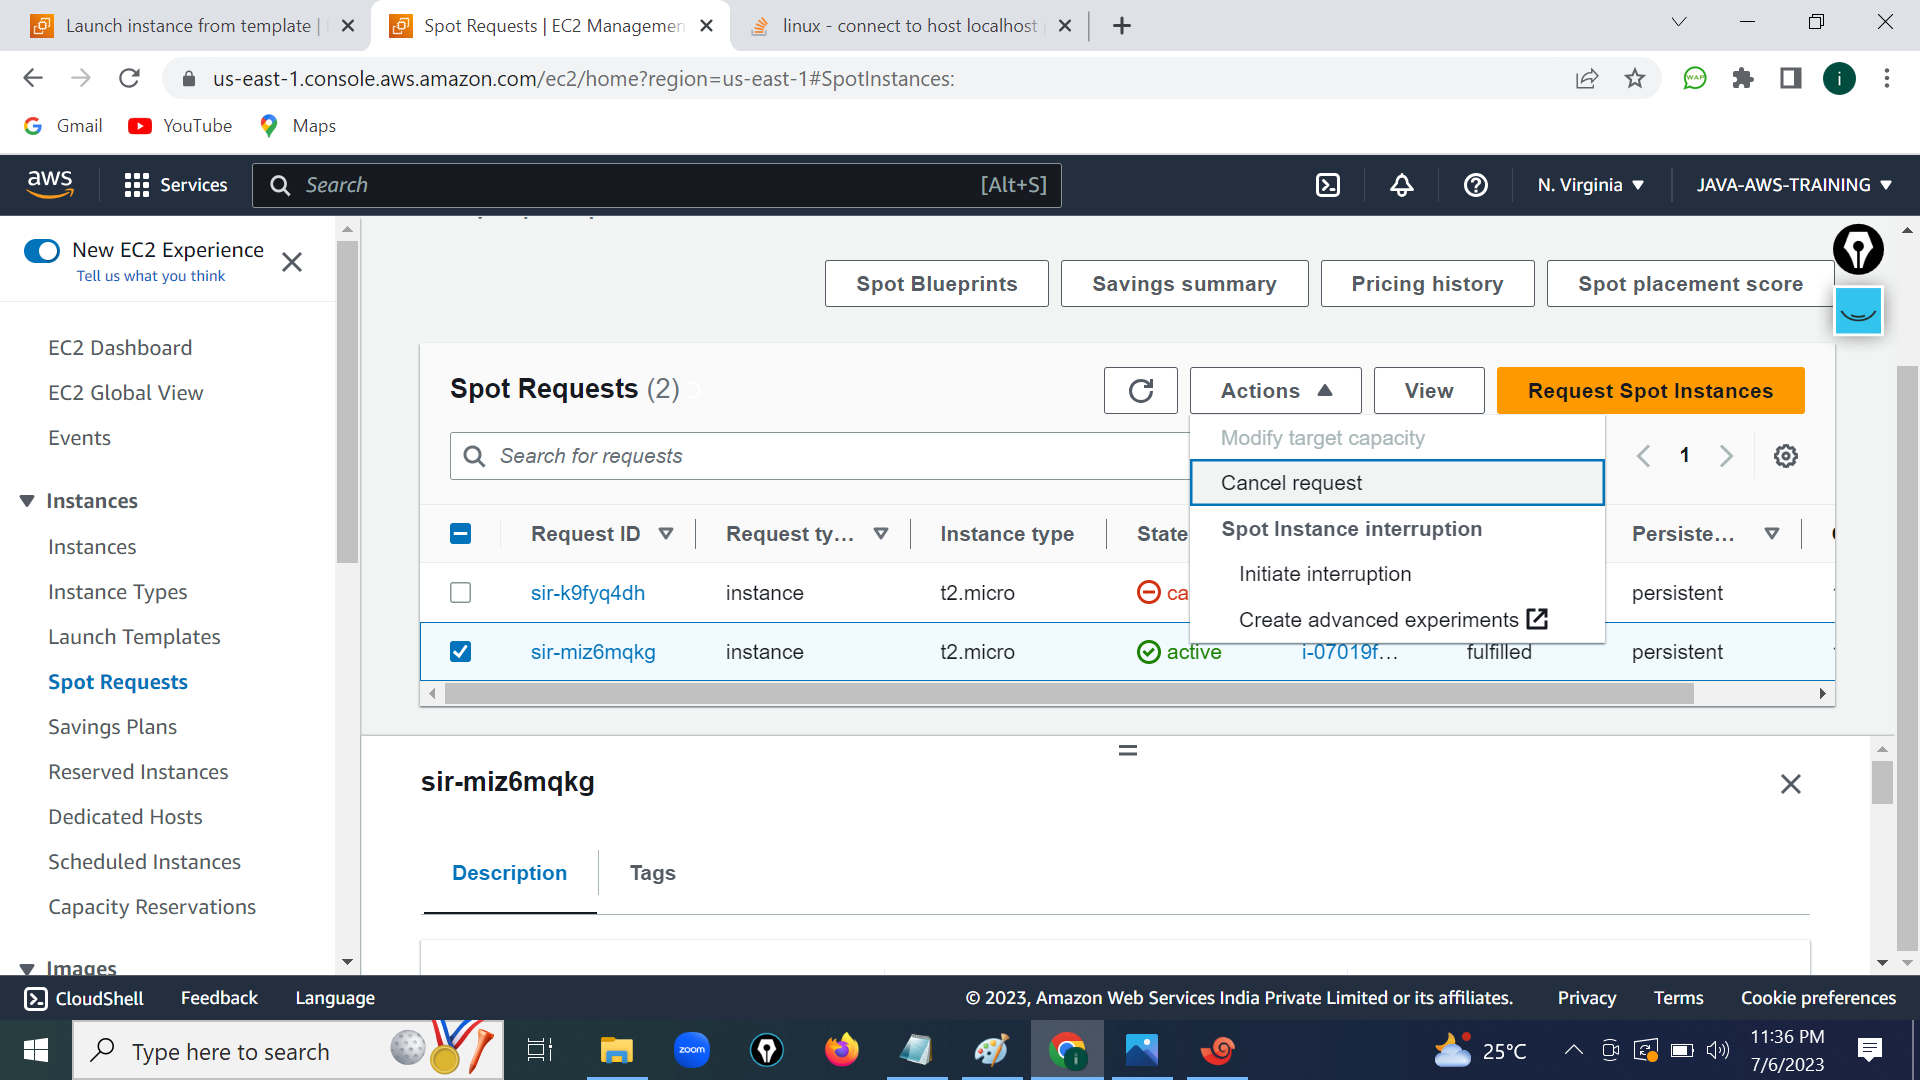 Launch instance from template |
Spot Requests | EC2 Managemen
linux - connect to host localhost
us-east-1.console.aws.amazon.com/ec2/home?region=us-east-1#SpotInstances:
WAP
i
Gmail
YouTube
Maps
aws
Services
Search
[Alt+S]
N. Virginia
JAVA-AWS-TRAINING
New EC2 Experience
Tell us what you think
EC2 Dashboard
EC2 Global View
Events
Instances
Instances
Instance Types
Launch Templates
Spot Requests
Savings Plans
Reserved Instances
Dedicated Hosts
Scheduled Instances
Capacity Reservations
Images
Spot Blueprints
Savings summary
Pricing history
Spot placement score
Spot Requests (2)
Actions
View
Request Spot Instances
Search for requests
1
Modify target capacity
Cancel request
Spot Instance interruption
Initiate interruption
Create advanced experiments
Request ID
Request ty...
Instance type
State
Persiste...
sir-k9fyq4dh
instance
t2.micro
ca
persistent
sir-miz6mqkg
instance
t2.micro
active
i-07019f...
fulfilled
persistent
sir-miz6mqkg
Description
Tags
CloudShell
Feedback
Language
© 2023, Amazon Web Services India Private Limited or its affiliates.
Privacy
Terms
Cookie preferences
Type here to search
zoom
i
25°C
11:36 PM
7/6/2023